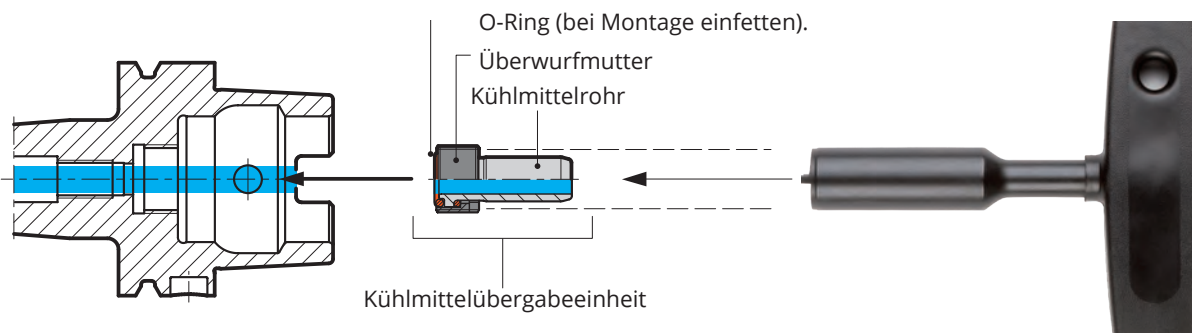 O-Ring (bei Montage einfetten).
Überwurfmutter
Kühlmittelrohr
Kühlmittelübergabeeinheit